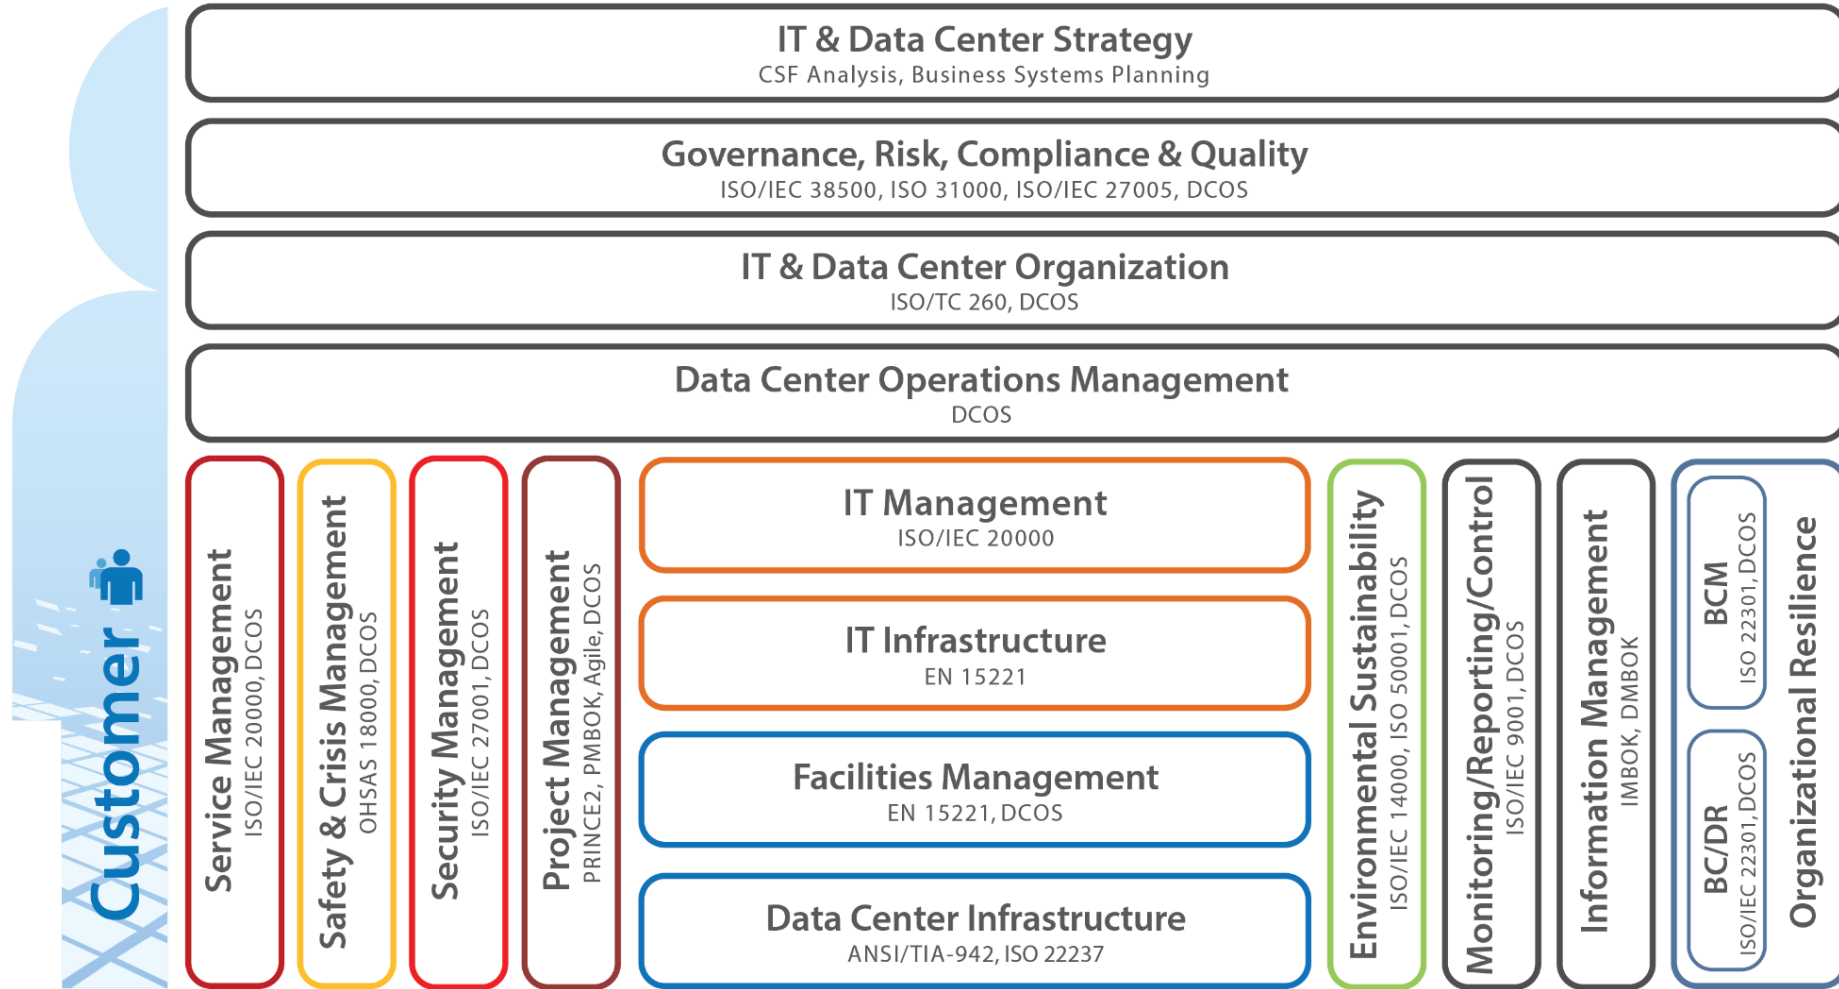 IT & Data Center Strategy
CSF Analysis, Business Systems Planning
Governance, Risk, Compliance & Quality
ISO/IEC 38500, ISO 31000, ISO/IEC 27005, DCOS
IT & Data Center Organization
ISO/TC 260, DCOS
Data Center Operations Management
DCOS
Customer
Service Management
ISO/IEC 20000, DCOS
Safety & Crisis Management
OHSAS 18000, DCOS
Security Management
ISO/IEC 27001, DCOS
Project Management
PRINCE2, PMBOK, Agile, DCOS
IT Management
ISO/IEC 20000
IT Infrastructure
EN 15221
Facilities Management
EN 15221, DCOS
Data Center Infrastructure
ANSI/TIA-942, ISO 22237
Environmental Sustainability
ISO/IEC 14000, ISO 50001, DCOS
Monitoring/Reporting/Control
ISO/IEC 9001, DCOS
Information Management
IMBOK, DMBOK
BCM
ISO 22301, DCOS
BC/DR
ISO/IEC 22301, DCOS
Organizational Resilience